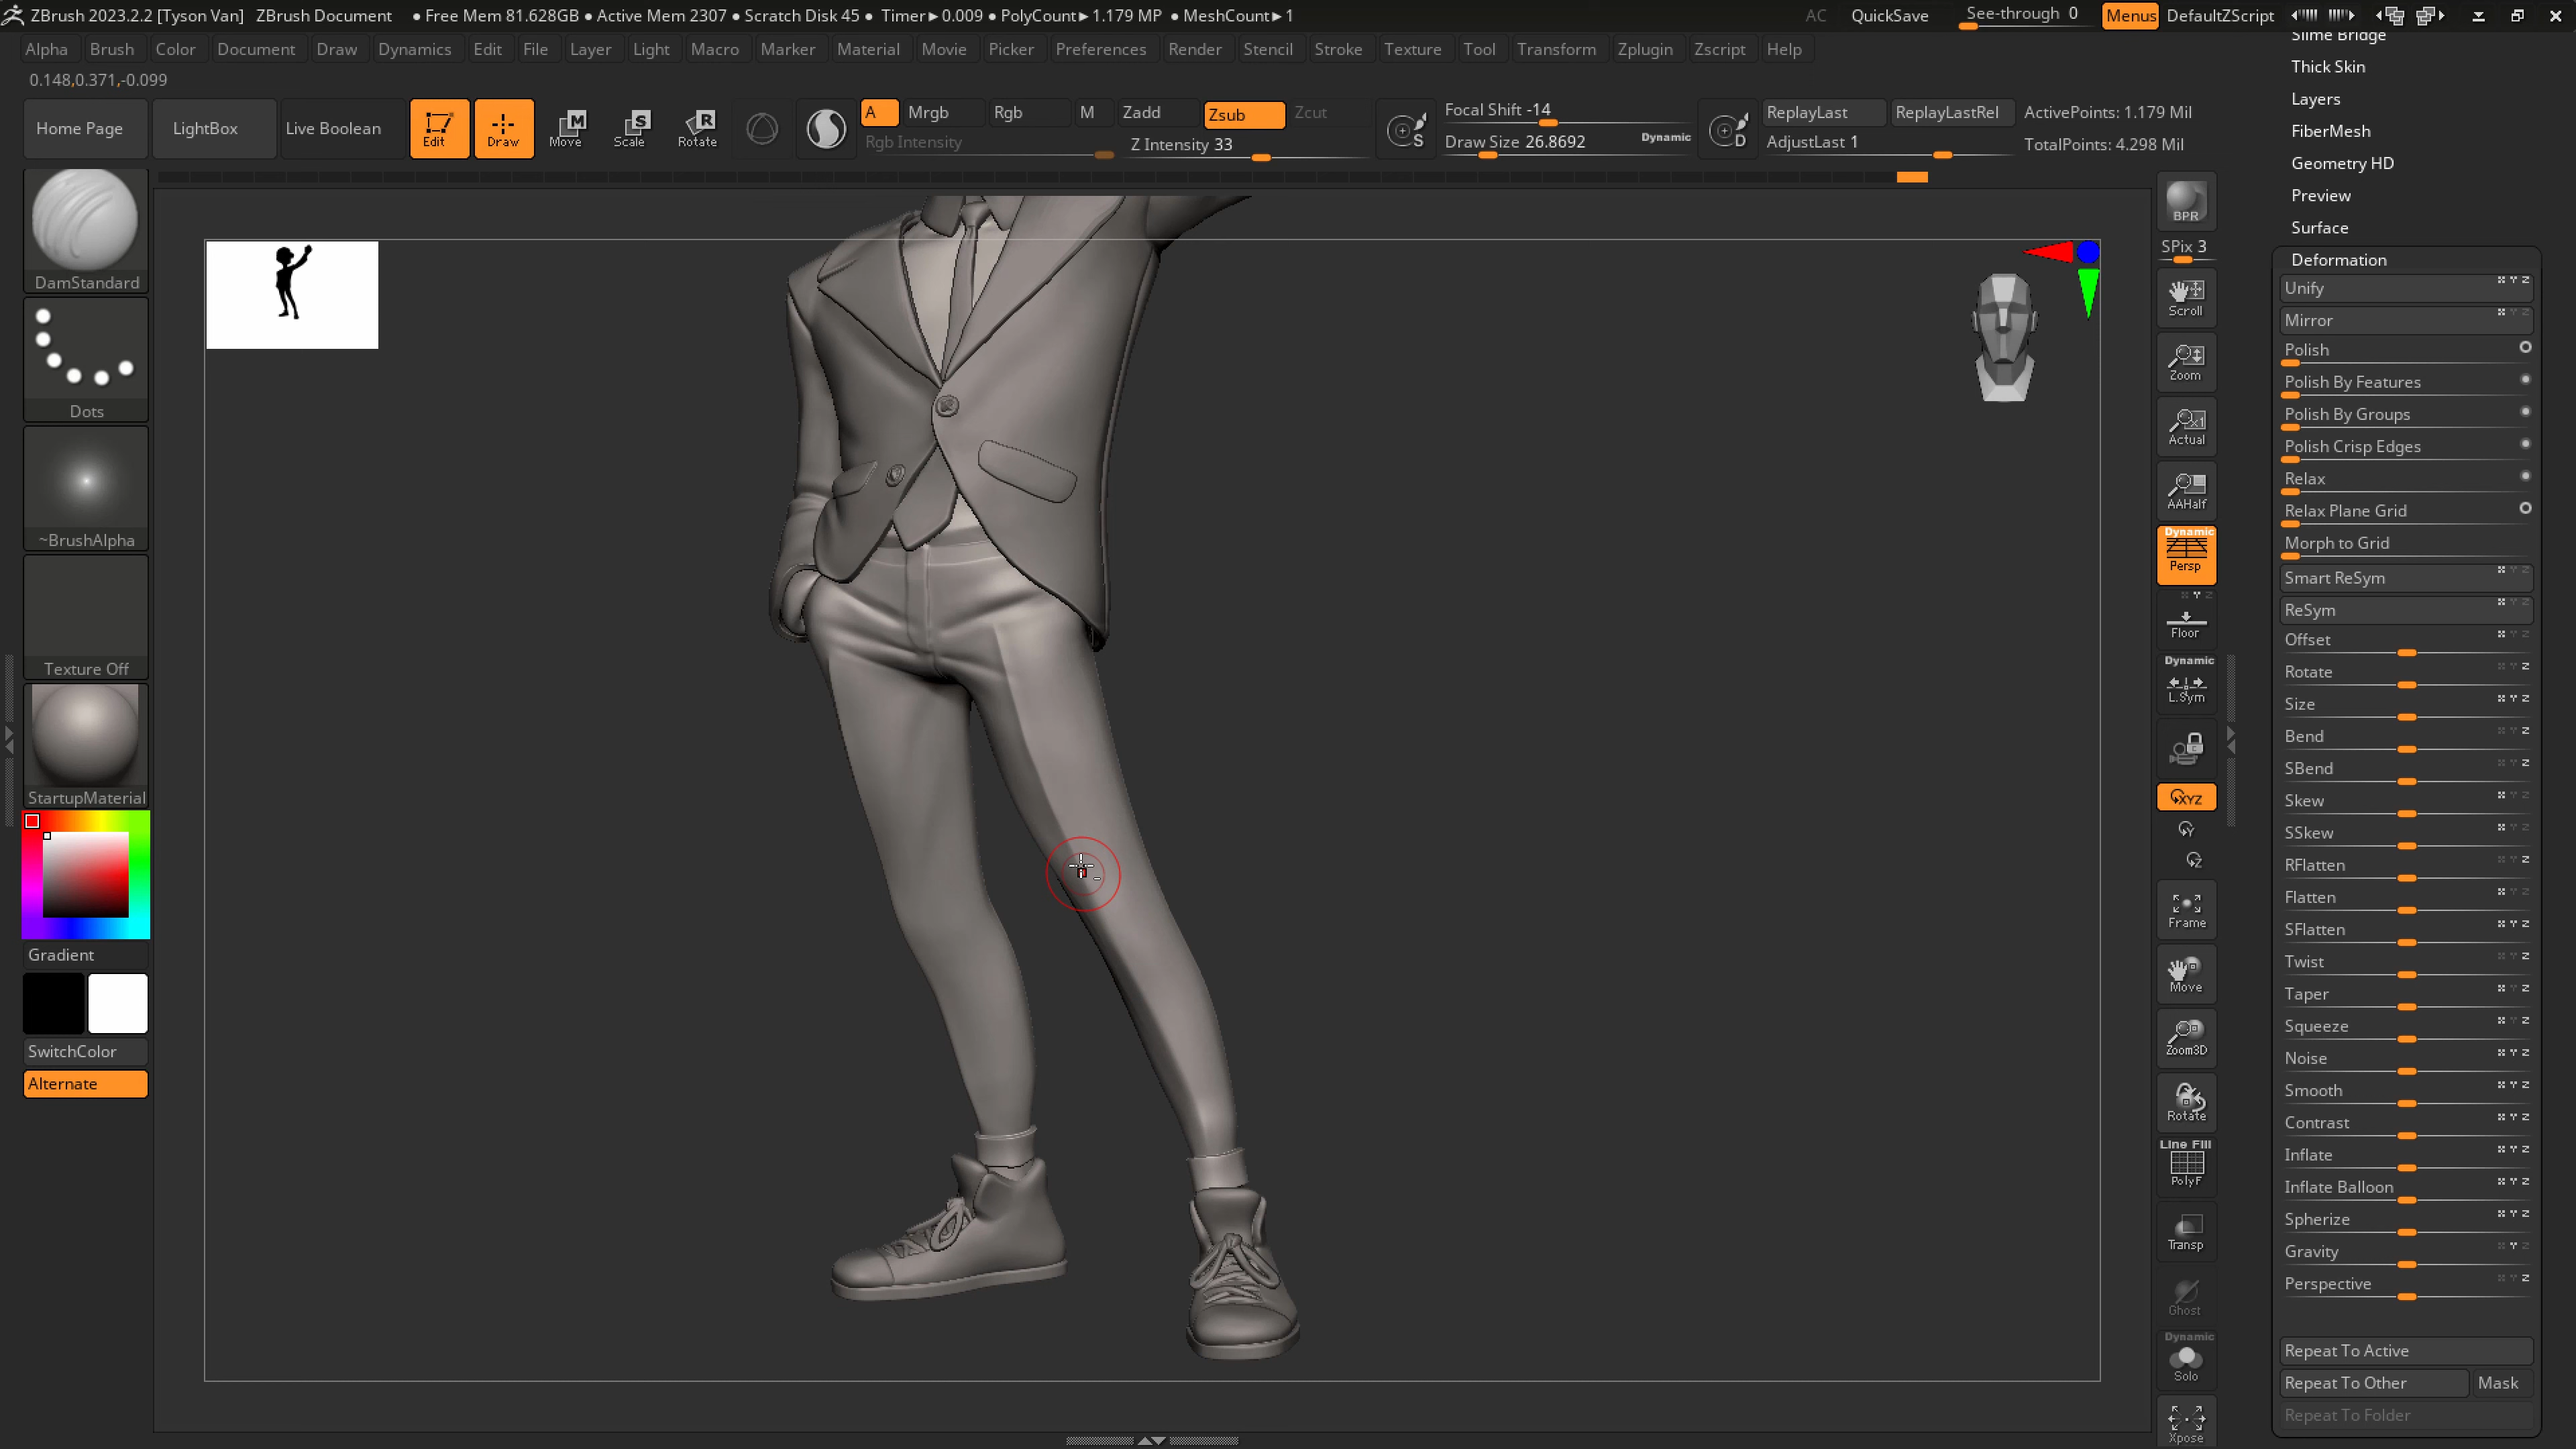 ZBrush 2023.2.2 [Tyson Van] ZBrush Document ● Free Mem 81.628GB ● Active Mem 2307 ● Scratch Disk 45 ● Timer►0.009 ● PolyCount►1.179 MP ● MeshCount►1 AC QuickSave See-through 0 Menus DefaultZScript
Alpha Brush Color Document Draw Dynamics Edit File Layer Light Macro Marker Material Movie Picker Preferences Render Stencil Stroke Texture Tool Transform Zplugin Zscript Help
0.148,0.371,-0.099
Home Page LightBox Live Boolean Edit Draw Move Scale Rotate
M S R
A Mrgb Rgb M Zadd Zsub Zcut
Rgb Intensity Z Intensity 33
S Focal Shift -14
Draw Size 26.8692 Dynamic
D ReplayLast ReplayLastRel ActivePoints: 1.179 Mil
AdjustLast 1 TotalPoints: 4.298 Mil
DamStandard
Dots
~BrushAlpha
Texture Off
StartupMaterial
Gradient
SwitchColor
Alternate
BPR
SPix 3
Scroll
Zoom
Actual
AAHalf
Dynamic
Persp
Floor
Dynamic
L.Sym
XYZ
Y
Z
Frame
Move
Zoom3D
Rotate
Line Fill
PolyF
Transp
Ghost
Dynamic
Solo
Xpose
Slime Bridge
Thick Skin
Layers
FiberMesh
Geometry HD
Preview
Surface
Deformation
Unify
Mirror
Polish
Polish By Features
Polish By Groups
Polish Crisp Edges
Relax
Relax Plane Grid
Morph to Grid
Smart ReSym
ReSym
Offset
Rotate
Size
Bend
SBend
Skew
SSkew
RFlatten
Flatten
SFlatten
Twist
Taper
Squeeze
Noise
Smooth
Contrast
Inflate
Inflate Balloon
Spherize
Gravity
Perspective
Repeat To Active
Repeat To Other Mask
Repeat To Folder